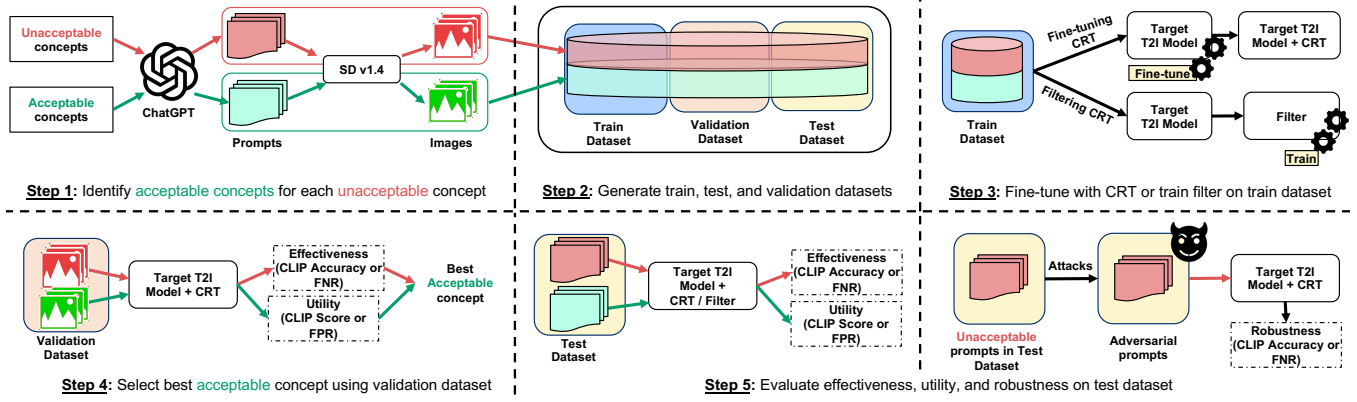 Unacceptable
concepts
Acceptable
concepts
ChatGPT
SD v1.4
Prompts
Images
Step 1: Identify acceptable concepts for each unacceptable concept
Train
Dataset
Validation
Dataset
Test
Dataset
Step 2: Generate train, test, and validation datasets
Train
Dataset
Fine-tuning
CRT
Filtering CRT
Target
T2I Model
Fine-tune
Target T2I
Model + CRT
Target
T2I Model
Filter
Train
Step 3: Fine-tune with CRT or train filter on train dataset
Validation
Dataset
Target T2I
Model + CRT
Effectiveness
(CLIP Accuracy or
FNR)
Utility
(CLIP Score or
FPR)
Best
Acceptable
concept
Step 4: Select best acceptable concept using validation dataset
Test
Dataset
Target T2I
Model +
CRT / Filter
Effectiveness
(CLIP Accuracy or
FNR)
Utility
(CLIP Score or
FPR)
Unacceptable
prompts in Test
Dataset
Attacks
Adversarial
prompts
Target T2I
Model + CRT
Robustness
(CLIP Accuracy or
FNR)
Step 5: Evaluate effectiveness, utility, and robustness on test dataset